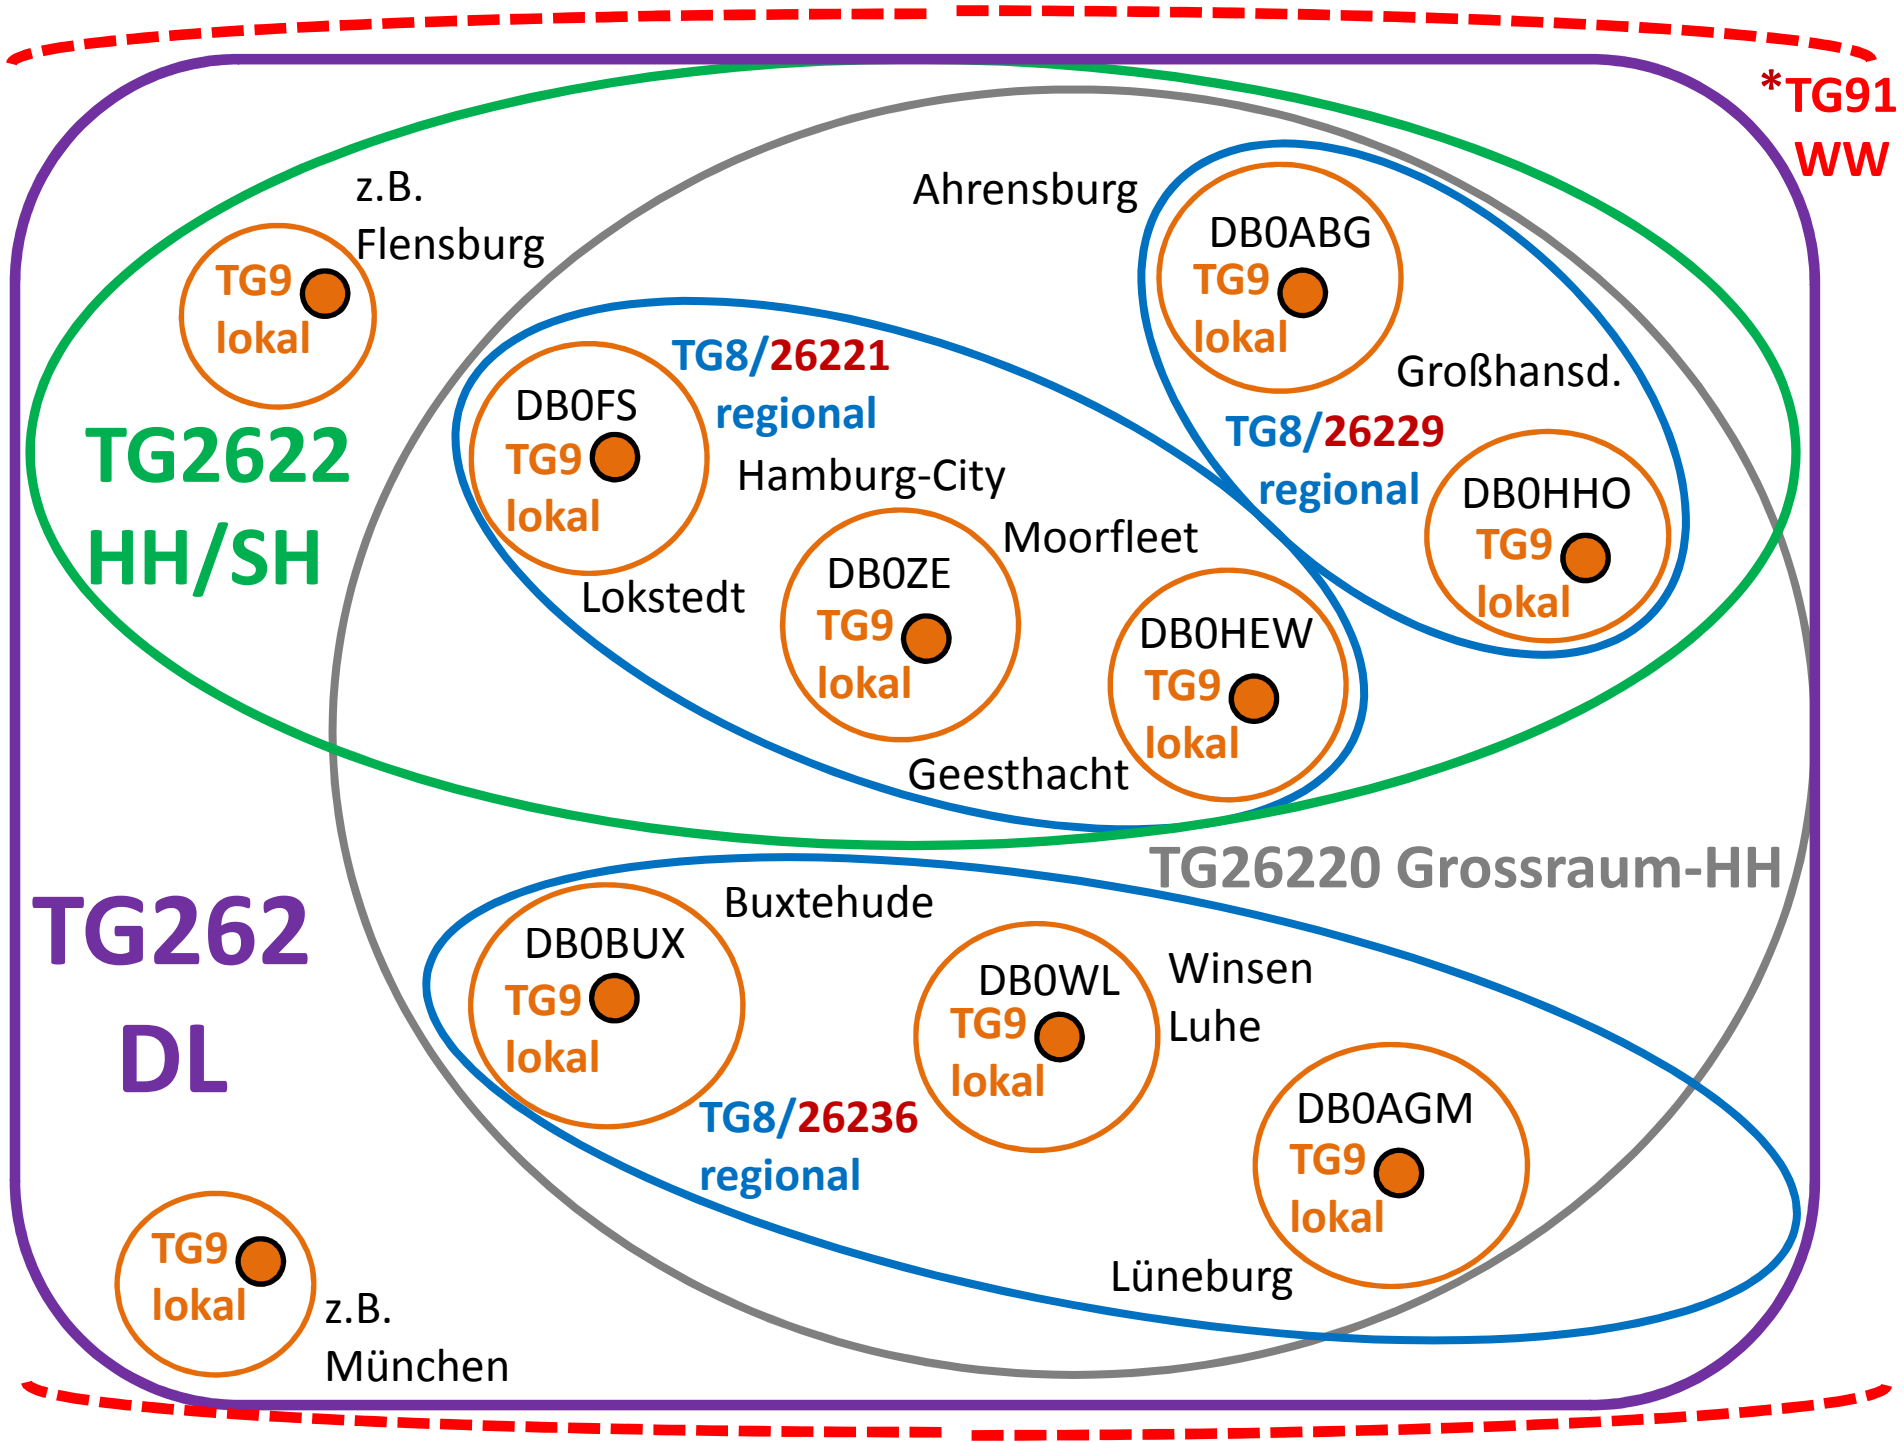 *TG91
WW
z.B.
Flensburg
TG9
lokal
Ahrensburg
DB0ABG
TG9
lokal
Großhansd.
TG8/26229
regional
DB0HHO
TG9
lokal
TG8/26221
regional
DB0FS
TG9
lokal
Lokstedt
Hamburg-City
DB0ZE
TG9
lokal
Moorfleet
DB0HEW
TG9
lokal
Geesthacht
TG2622
HH/SH
TG26220 Grossraum-HH
TG262
DL
Buxtehude
DB0BUX
TG9
lokal
DB0WL
TG9
lokal
Winsen
Luhe
TG8/26236
regional
DB0AGM
TG9
lokal
Lüneburg
TG9
lokal
z.B.
München